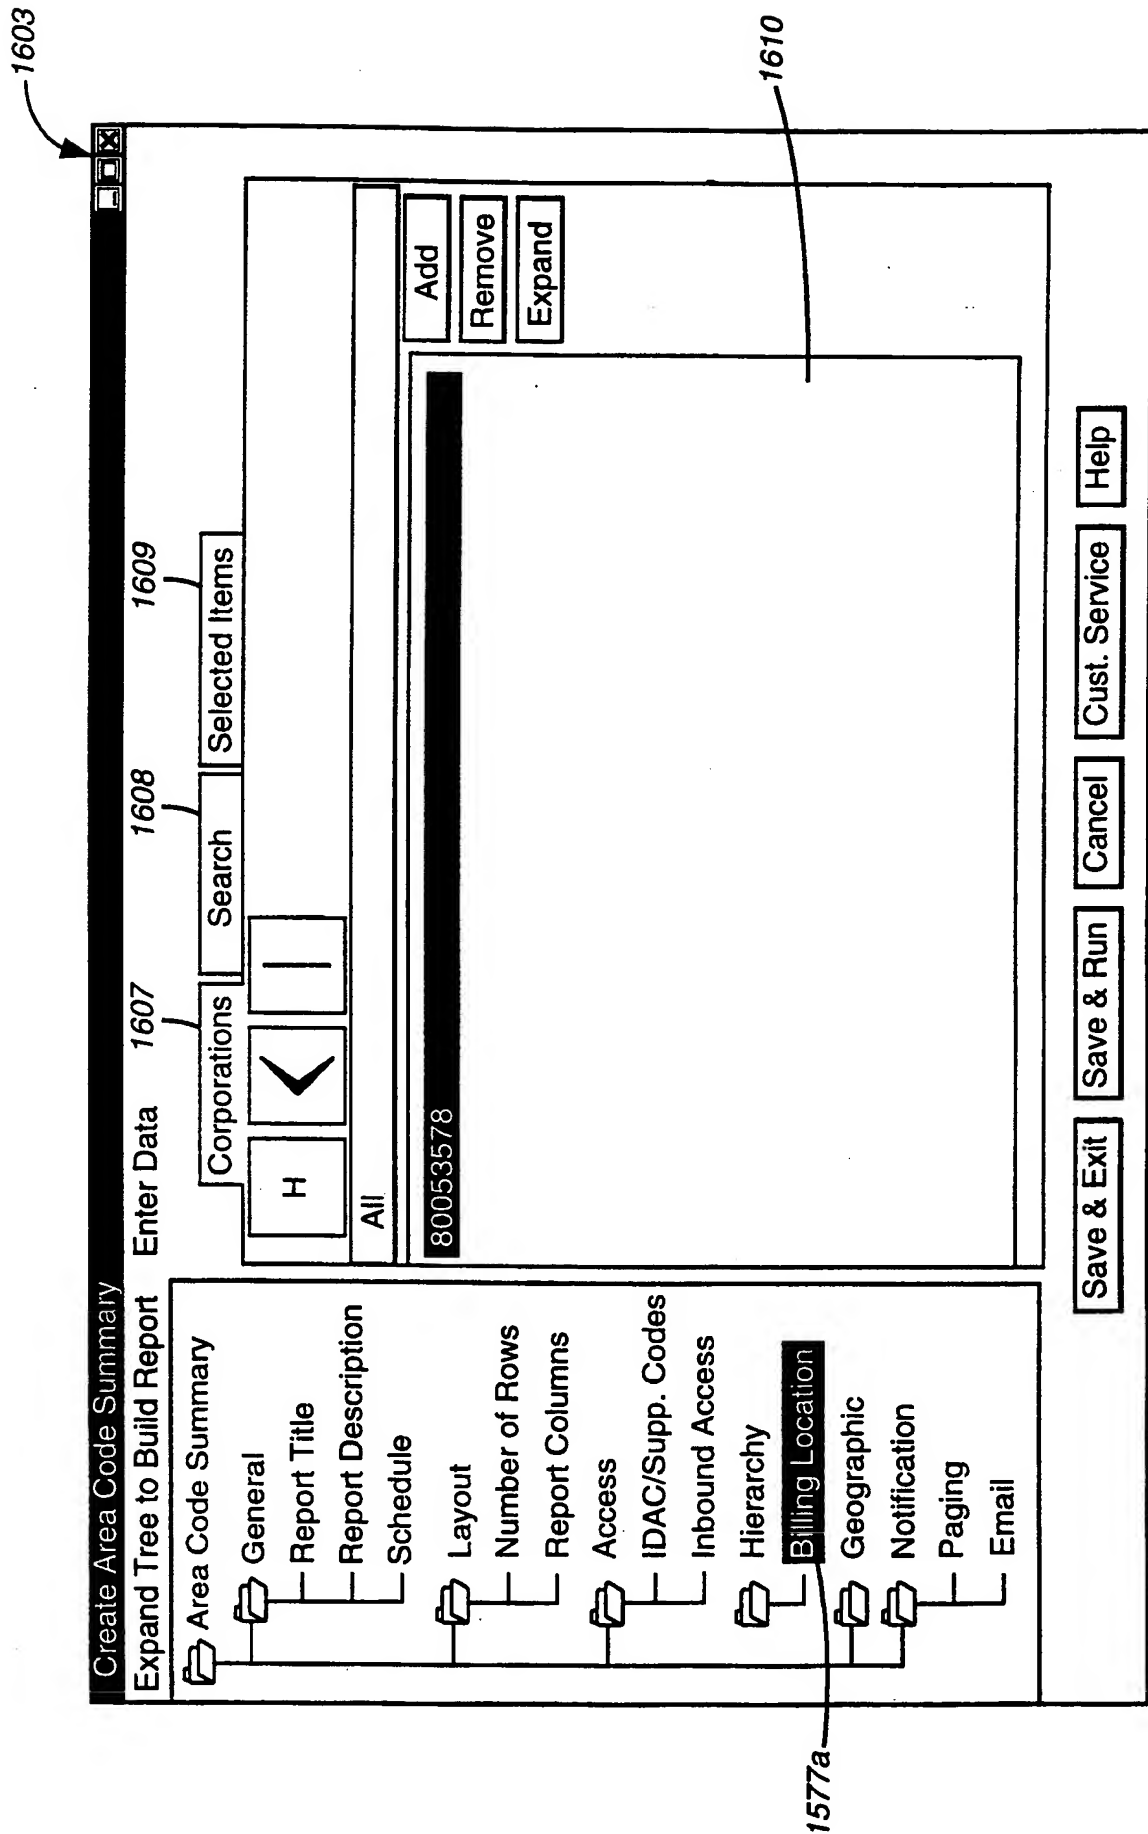 1603
Create Area Code Summary
Expand Tree to Build Report
Enter Data
1607
1608
1609
Area Code Summary
General
Report Title
Report Description
Schedule
Layout
Number of Rows
Report Columns
Access
IDAC/Supp. Codes
Inbound Access
Hierarchy
Billing Location
Geographic
Notification
Paging
Email
1577a
Corporations
Search
Selected Items
H
All
80053578
Add
Remove
Expand
1610
Save & Exit
Save & Run
Cancel
Cust. Service
Help